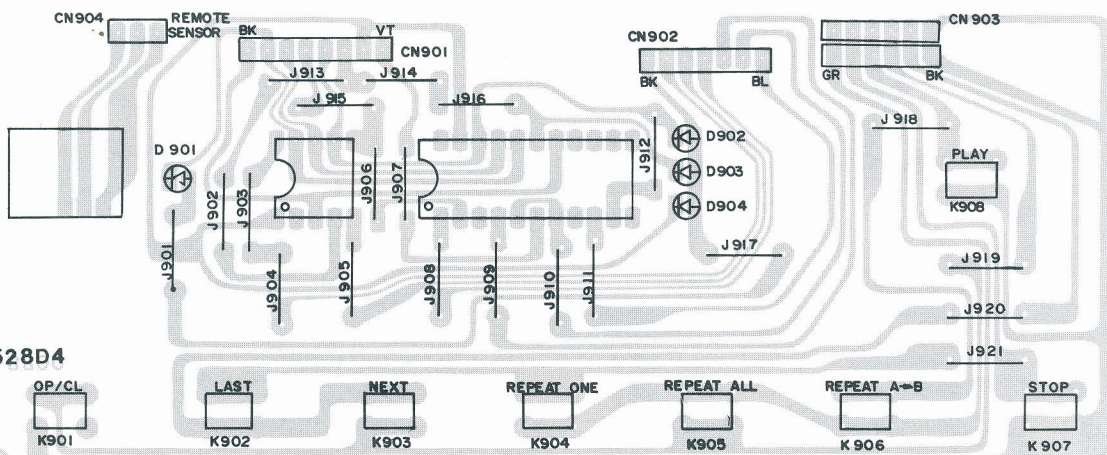 CN904 REMOTE SENSOR
BK VT
CN901
CN902
BK BL
CN903
GR BK
J913 J914
J915 J916
J918
D901
J912
D902
D903
D904
PLAY
K908
J902
J903
J906
J907
J901
J904
J905
J908
J909
J910
J911
J917
J919
J920
J921
528D4
OP/CL LAST NEXT REPEAT ONE REPEAT ALL REPEAT A↔B STOP
K901 K902 K903 K904 K905 K906 K907